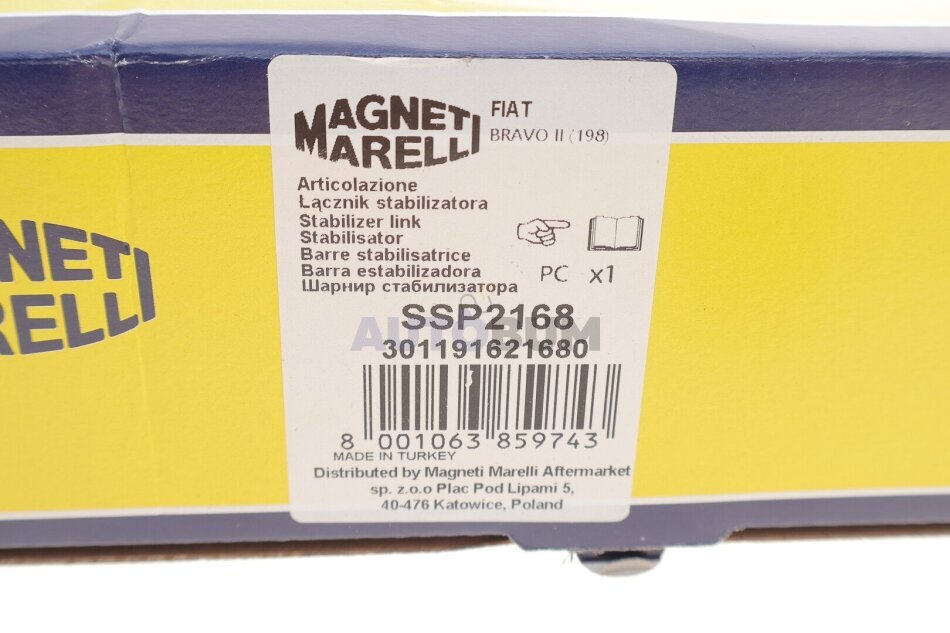 MAGNETI
MARELLI
FIAT
BRAVO II (198)
Articolazione
Łącznik stabilizatora
Stabilizer link
Stabilisator
Barre stabilisatrice
Barra estabilizadora
Шарнир стабилизатора
PC x1
SSP2168
AUTOBUM
301191621680
8 001063 859743
MADE IN TURKEY
Distributed by Magneti Marelli Aftermarket
sp. z.o.o Plac Pod Lipami 5,
40-476 Katowice, Poland
NETI
RELLI